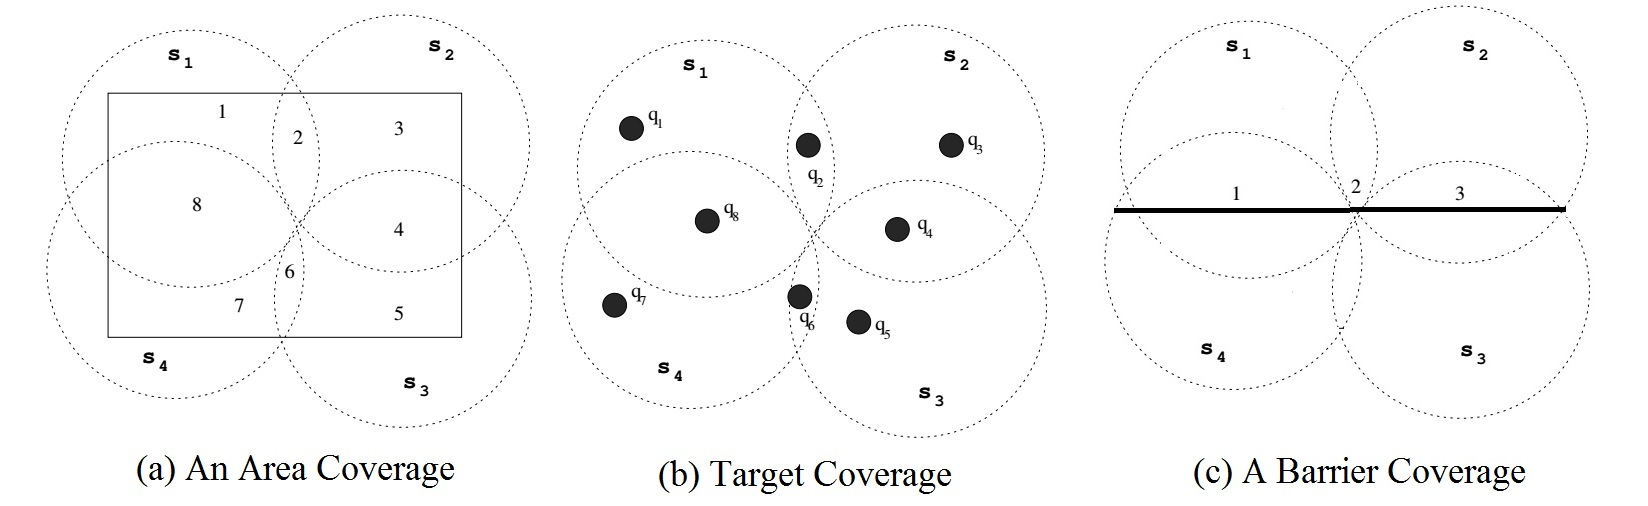 s1
s2
1
2
3
8
4
6
7
5
s4
s3
(a) An Area Coverage
s1
s2
q1
q2
q3
q8
q4
q7
q6
q5
s4
s3
(b) Target Coverage
s1
s2
1
2
3
s4
s3
(c) A Barrier Coverage